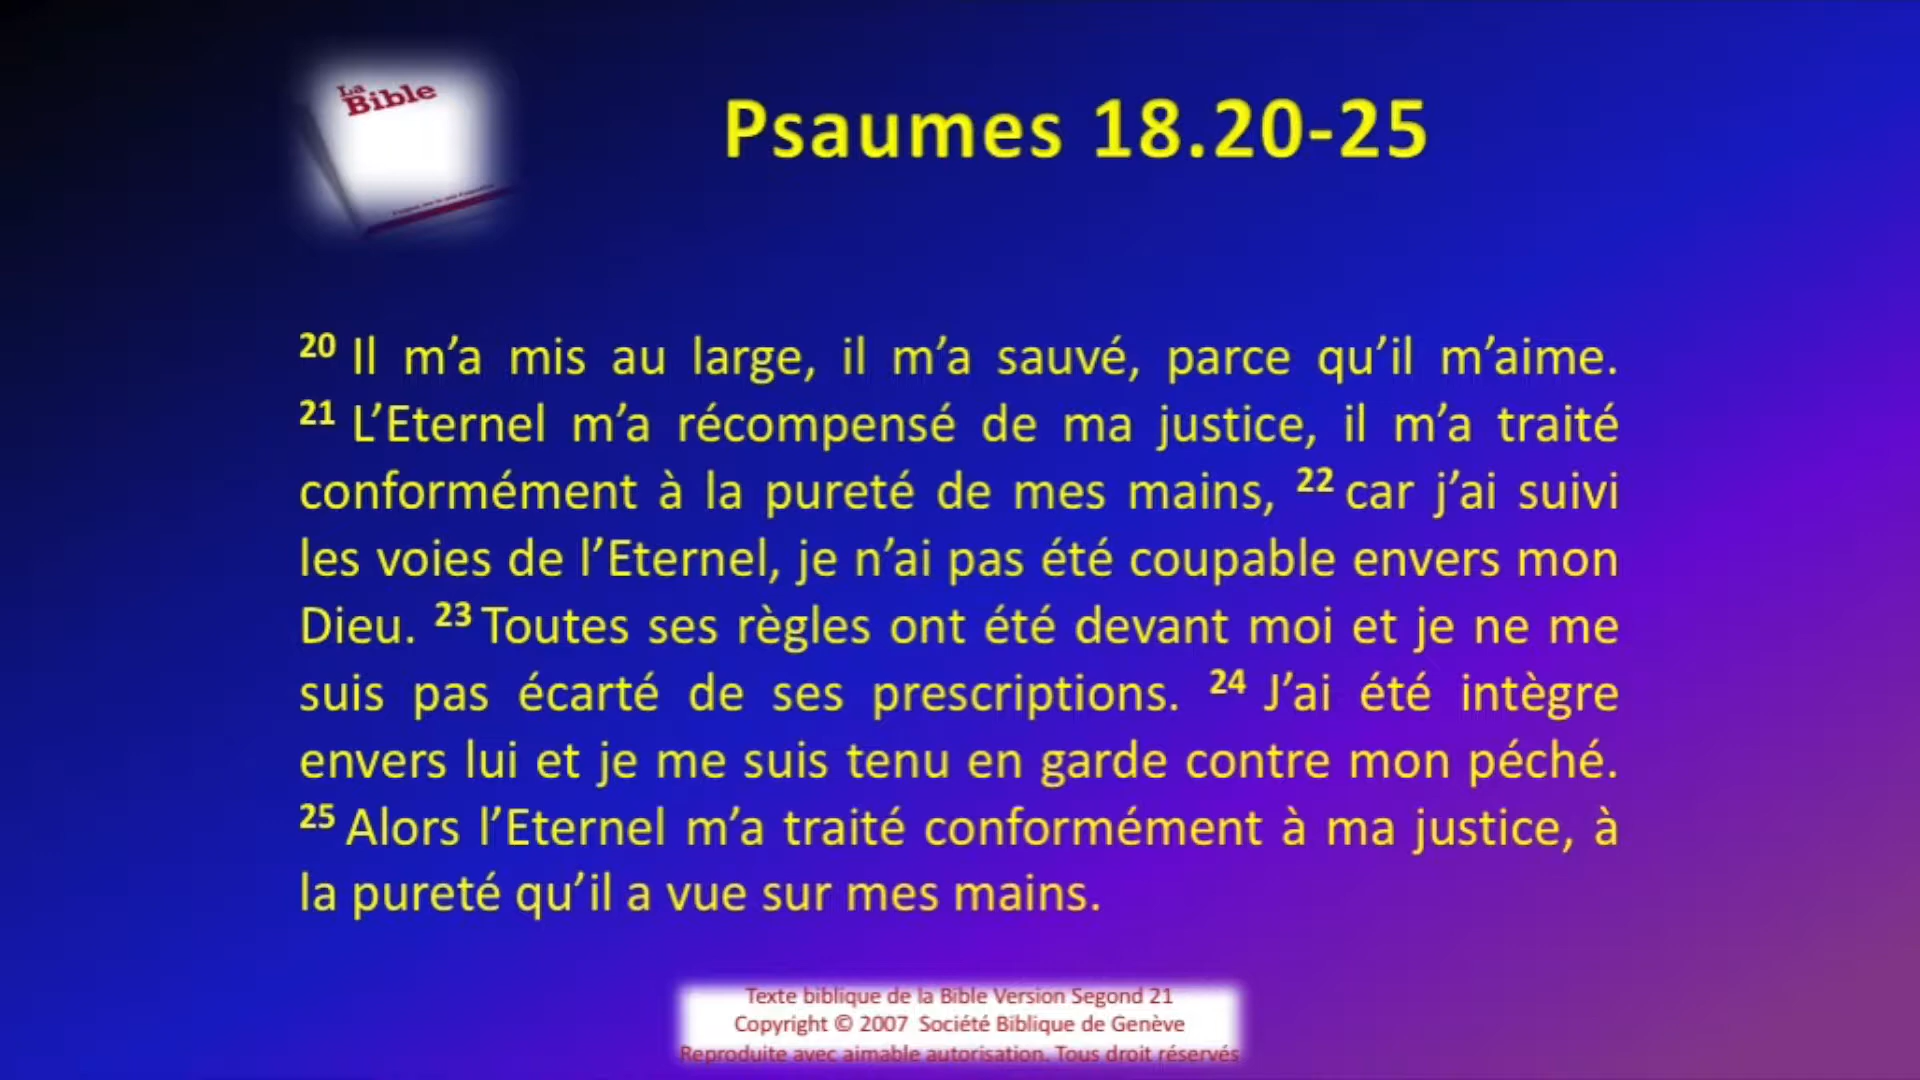 La
Bible
Psaumes 18.20-25
20 Il m’a mis au large, il m’a sauvé, parce qu’il m’aime.
21 L’Eternel m’a récompensé de ma justice, il m’a traité
conformément à la pureté de mes mains, 22 car j’ai suivi
les voies de l’Eternel, je n’ai pas été coupable envers mon
Dieu. 23 Toutes ses règles ont été devant moi et je ne me
suis pas écarté de ses prescriptions. 24 J’ai été intègre
envers lui et je me suis tenu en garde contre mon péché.
25 Alors l’Eternel m’a traité conformément à ma justice, à
la pureté qu’il a vue sur mes mains.
Texte biblique de la Bible Version Segond 21
Copyright © 2007 Société Biblique de Genève
Reproduite avec aimable autorisation. Tous droit réservés